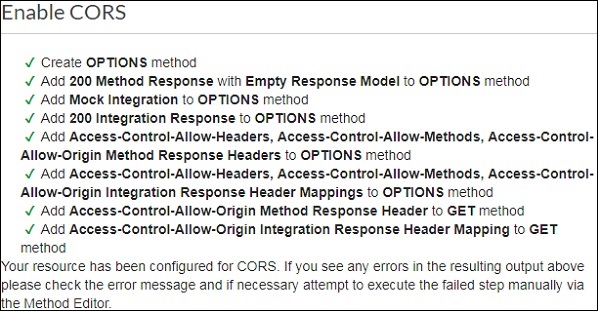 Enable CORS
✓ Create OPTIONS method
✓ Add 200 Method Response with Empty Response Model to OPTIONS method
✓ Add Mock Integration to OPTIONS method
✓ Add 200 Integration Response to OPTIONS method
✓ Add Access-Control-Allow-Headers, Access-Control-Allow-Methods, Access-Control-
Allow-Origin Method Response Headers to OPTIONS method
✓ Add Access-Control-Allow-Headers, Access-Control-Allow-Methods, Access-Control-
Allow-Origin Integration Response Header Mappings to OPTIONS method
✓ Add Access-Control-Allow-Origin Method Response Header to GET method
✓ Add Access-Control-Allow-Origin Integration Response Header Mapping to GET
method
Your resource has been configured for CORS. If you see any errors in the resulting output above
please check the error message and if necessary attempt to execute the failed step manually via
the Method Editor.